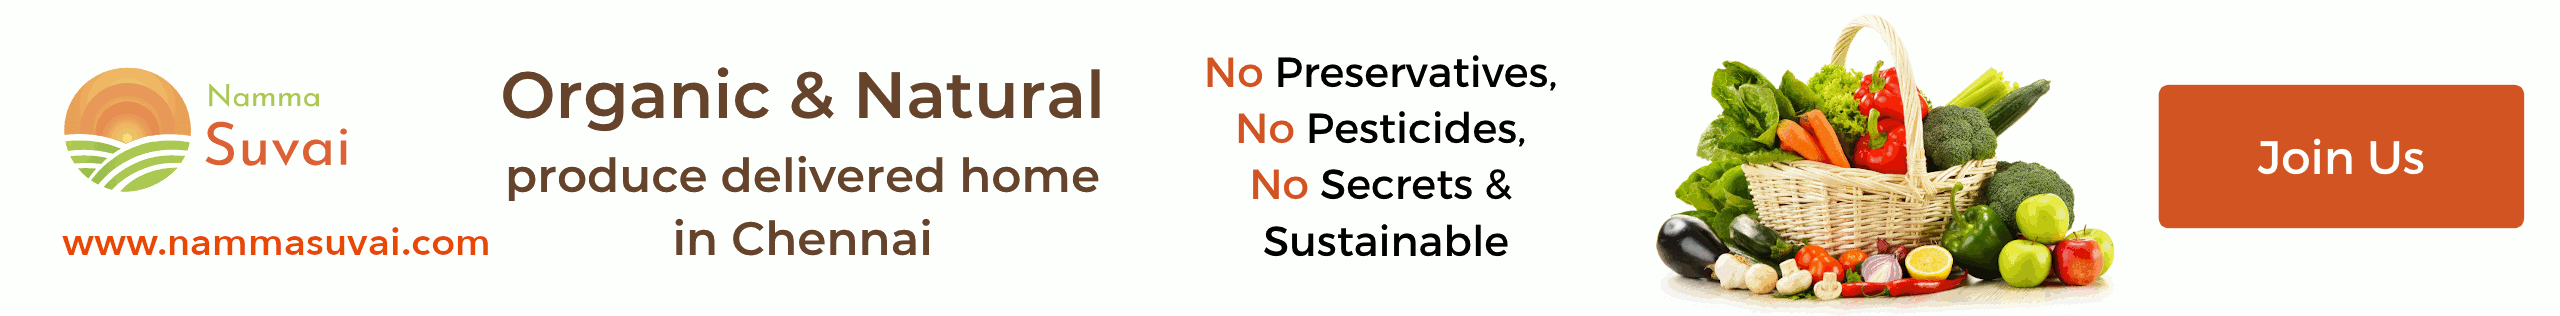 Namma
Suvai
www.nammasuvai.com
Organic & Natural
produce delivered home
in Chennai
No Preservatives,
No Pesticides,
No Secrets &
Sustainable
Join Us